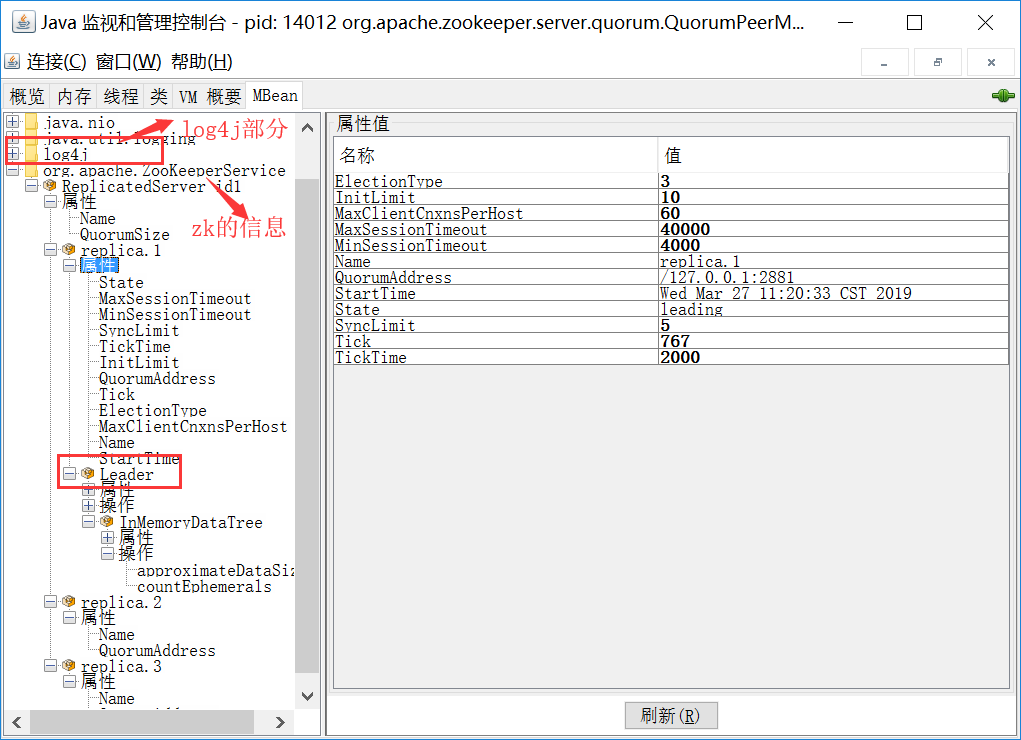 Java 监视和管理控制台 - pid: 14012 org.apache.zookeeper.server.quorum.QuorumPeerM...
连接(C) 窗口(W) 帮助(H)
概览 内存 线程 类 VM 概要 MBean
java.nio
java.util.logging
log4j部分
log4j
org.apache.ZooKeeperService
ReplicatedServer_id1
属性
Name
zk的信息
QuorumSize
replica.1
属性
State
MaxSessionTimeout
MinSessionTimeout
SyncLimit
TickTime
InitLimit
QuorumAddress
Tick
ElectionType
MaxClientCnxnsPerHost
Name
StartTime
Leader
属性
操作
InMemoryDataTree
属性
操作
approximateDataSiz
countEphemerals
replica.2
属性
Name
QuorumAddress
replica.3
属性
Name
属性值
名称 值
ElectionType 3
InitLimit 10
MaxClientCnxnsPerHost 60
MaxSessionTimeout 40000
MinSessionTimeout 4000
Name replica.1
QuorumAddress /127.0.0.1:2881
StartTime Wed Mar 27 11:20:33 CST 2019
State leading
SyncLimit 5
Tick 767
TickTime 2000
刷新(R)